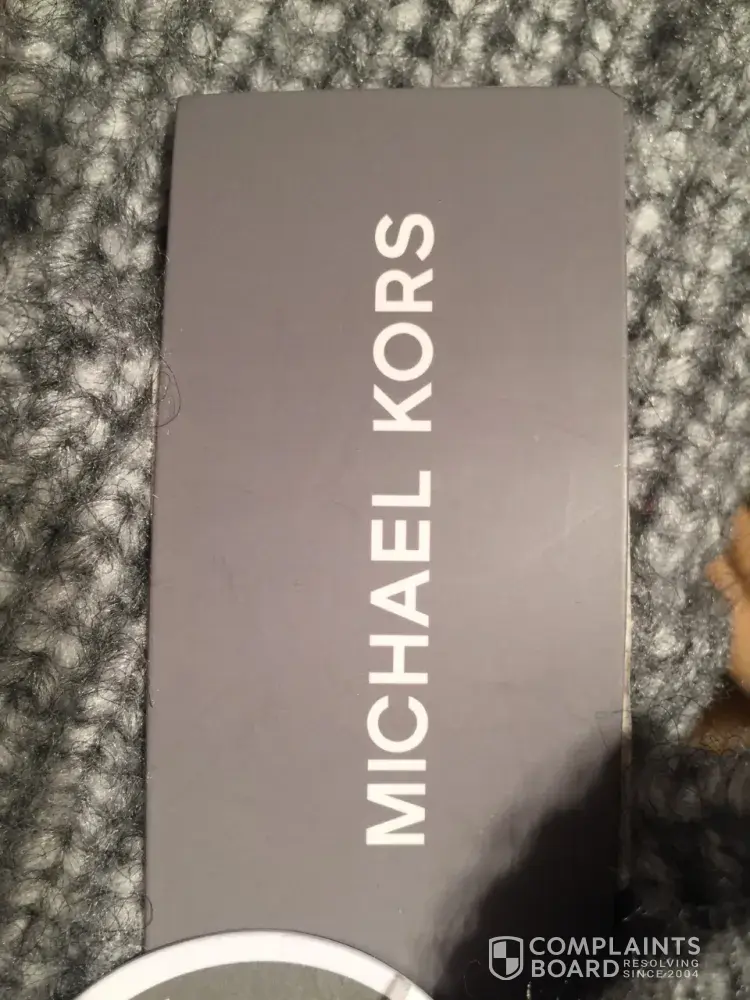 MICHAEL KORS
COMPLAINTS
BOARD RESOLVING
SINCE 2004